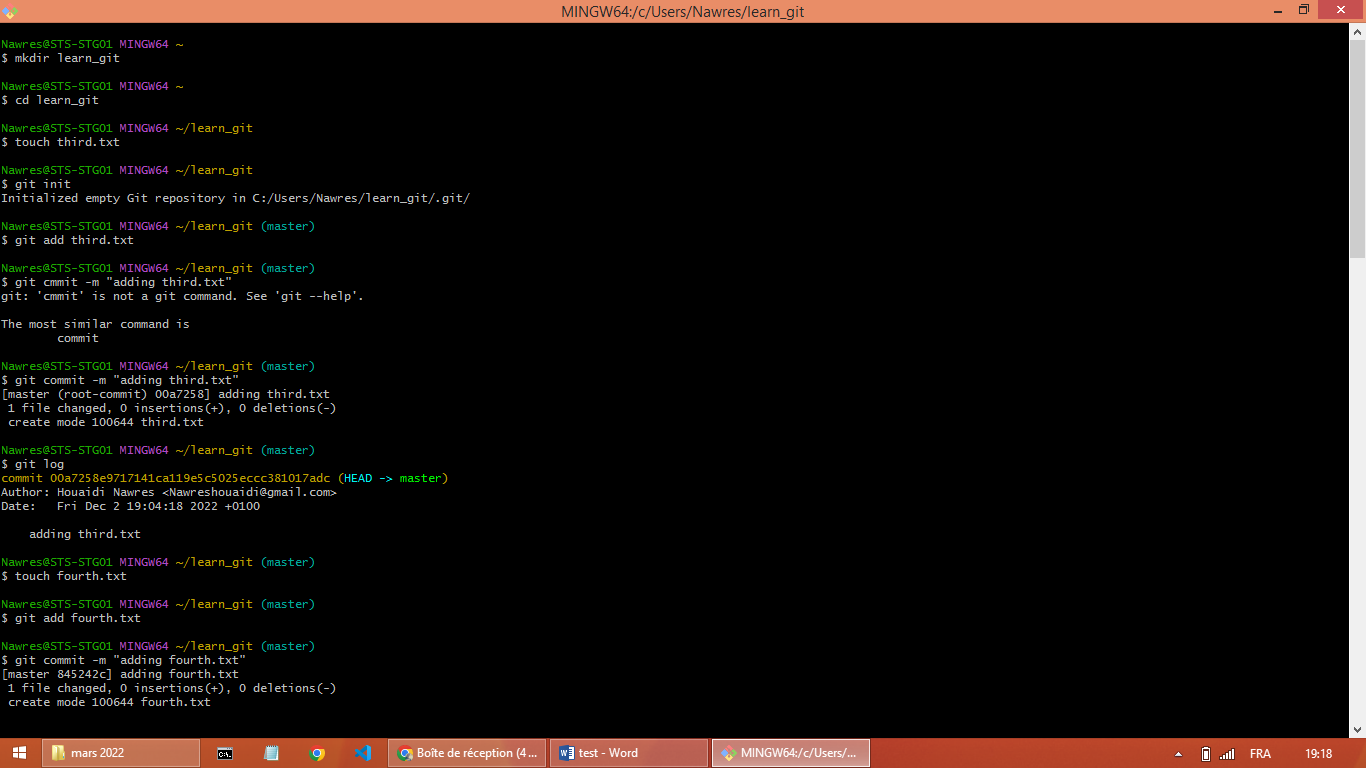 MINGW64:/c/Users/Nawres/learn_git
Nawres@STS-STG01 MINGW64 ~
$ mkdir learn_git
Nawres@STS-STG01 MINGW64 ~
$ cd learn_git
Nawres@STS-STG01 MINGW64 ~/learn_git
$ touch third.txt
Nawres@STS-STG01 MINGW64 ~/learn_git
$ git init
Initialized empty Git repository in C:/Users/Nawres/learn_git/.git/
Nawres@STS-STG01 MINGW64 ~/learn_git (master)
$ git add third.txt
Nawres@STS-STG01 MINGW64 ~/learn_git (master)
$ git cmmit -m "adding third.txt"
git: 'cmmit' is not a git command. See 'git --help'.
The most similar command is
commit
Nawres@STS-STG01 MINGW64 ~/learn_git (master)
$ git commit -m "adding third.txt"
[master (root-commit) 00a7258] adding third.txt
1 file changed, 0 insertions(+), 0 deletions(-)
create mode 100644 third.txt
Nawres@STS-STG01 MINGW64 ~/learn_git (master)
$ git log
commit 00a7258e9717141ca119e5c5025eccc381017adc (HEAD -> master)
Author: Houaidi Nawres <Nawreshouaidi@gmail.com>
Date:   Fri Dec 2 19:04:18 2022 +0100
adding third.txt
Nawres@STS-STG01 MINGW64 ~/learn_git (master)
$ touch fourth.txt
Nawres@STS-STG01 MINGW64 ~/learn_git (master)
$ git add fourth.txt
Nawres@STS-STG01 MINGW64 ~/learn_git (master)
$ git commit -m "adding fourth.txt"
[master 845242c] adding fourth.txt
1 file changed, 0 insertions(+), 0 deletions(-)
create mode 100644 fourth.txt
mars 2022
C:\.
Boîte de réception (4 ...
test - Word
MINGW64:/c/Users/...
FRA
19:18